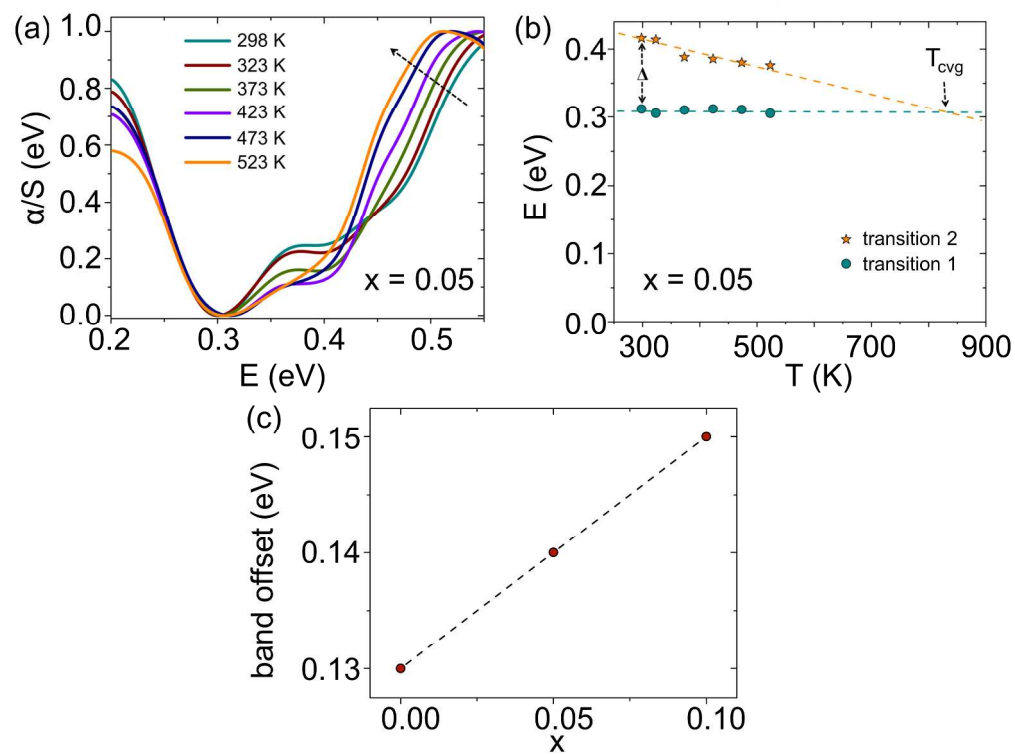 (a)
α/S (eV)
1.0
0.8
0.6
0.4
0.2
0.0
298 K
323 K
373 K
423 K
473 K
523 K
x = 0.05
0.2 0.3 0.4 0.5
E (eV)
(b)
E (eV)
0.4
0.3
0.2
0.1
0.0
Δ
T_cvg
transition 2
transition 1
x = 0.05
300 500 700 900
T (K)
(c)
band offset (eV)
0.15
0.14
0.13
0.00 0.05 0.10
x